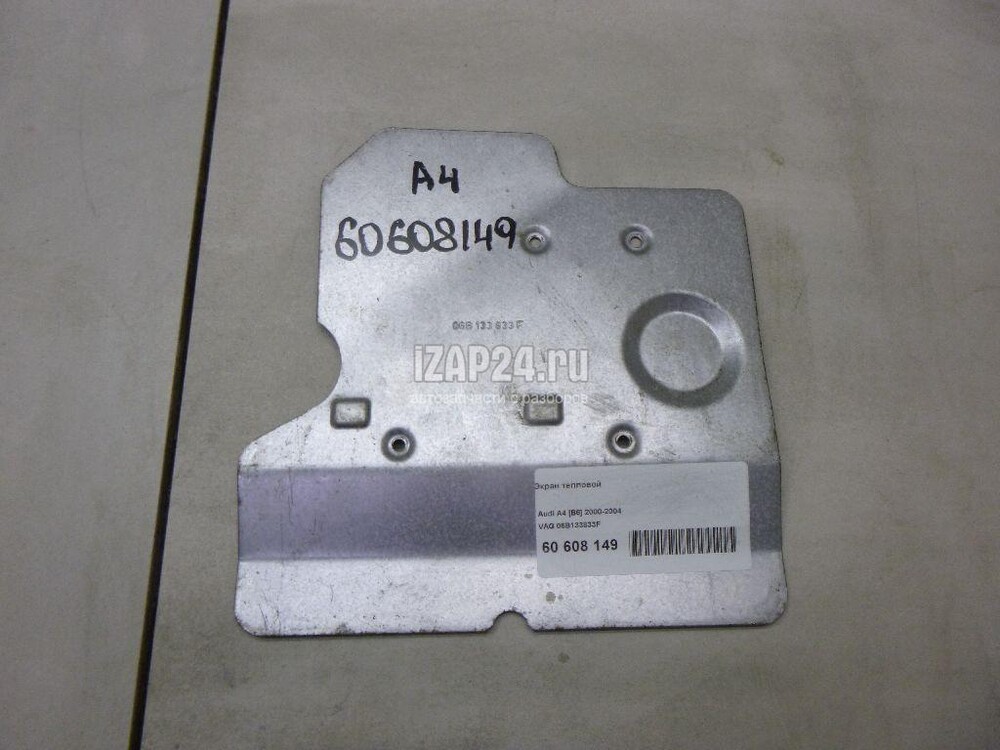 A4
60608149
06B 133 833 F
iZAP24.ru
автозапчасти с разборов
Экран тепловой
Audi A4 [B6] 2000-2004
VAG 06B133833F
60 608 149